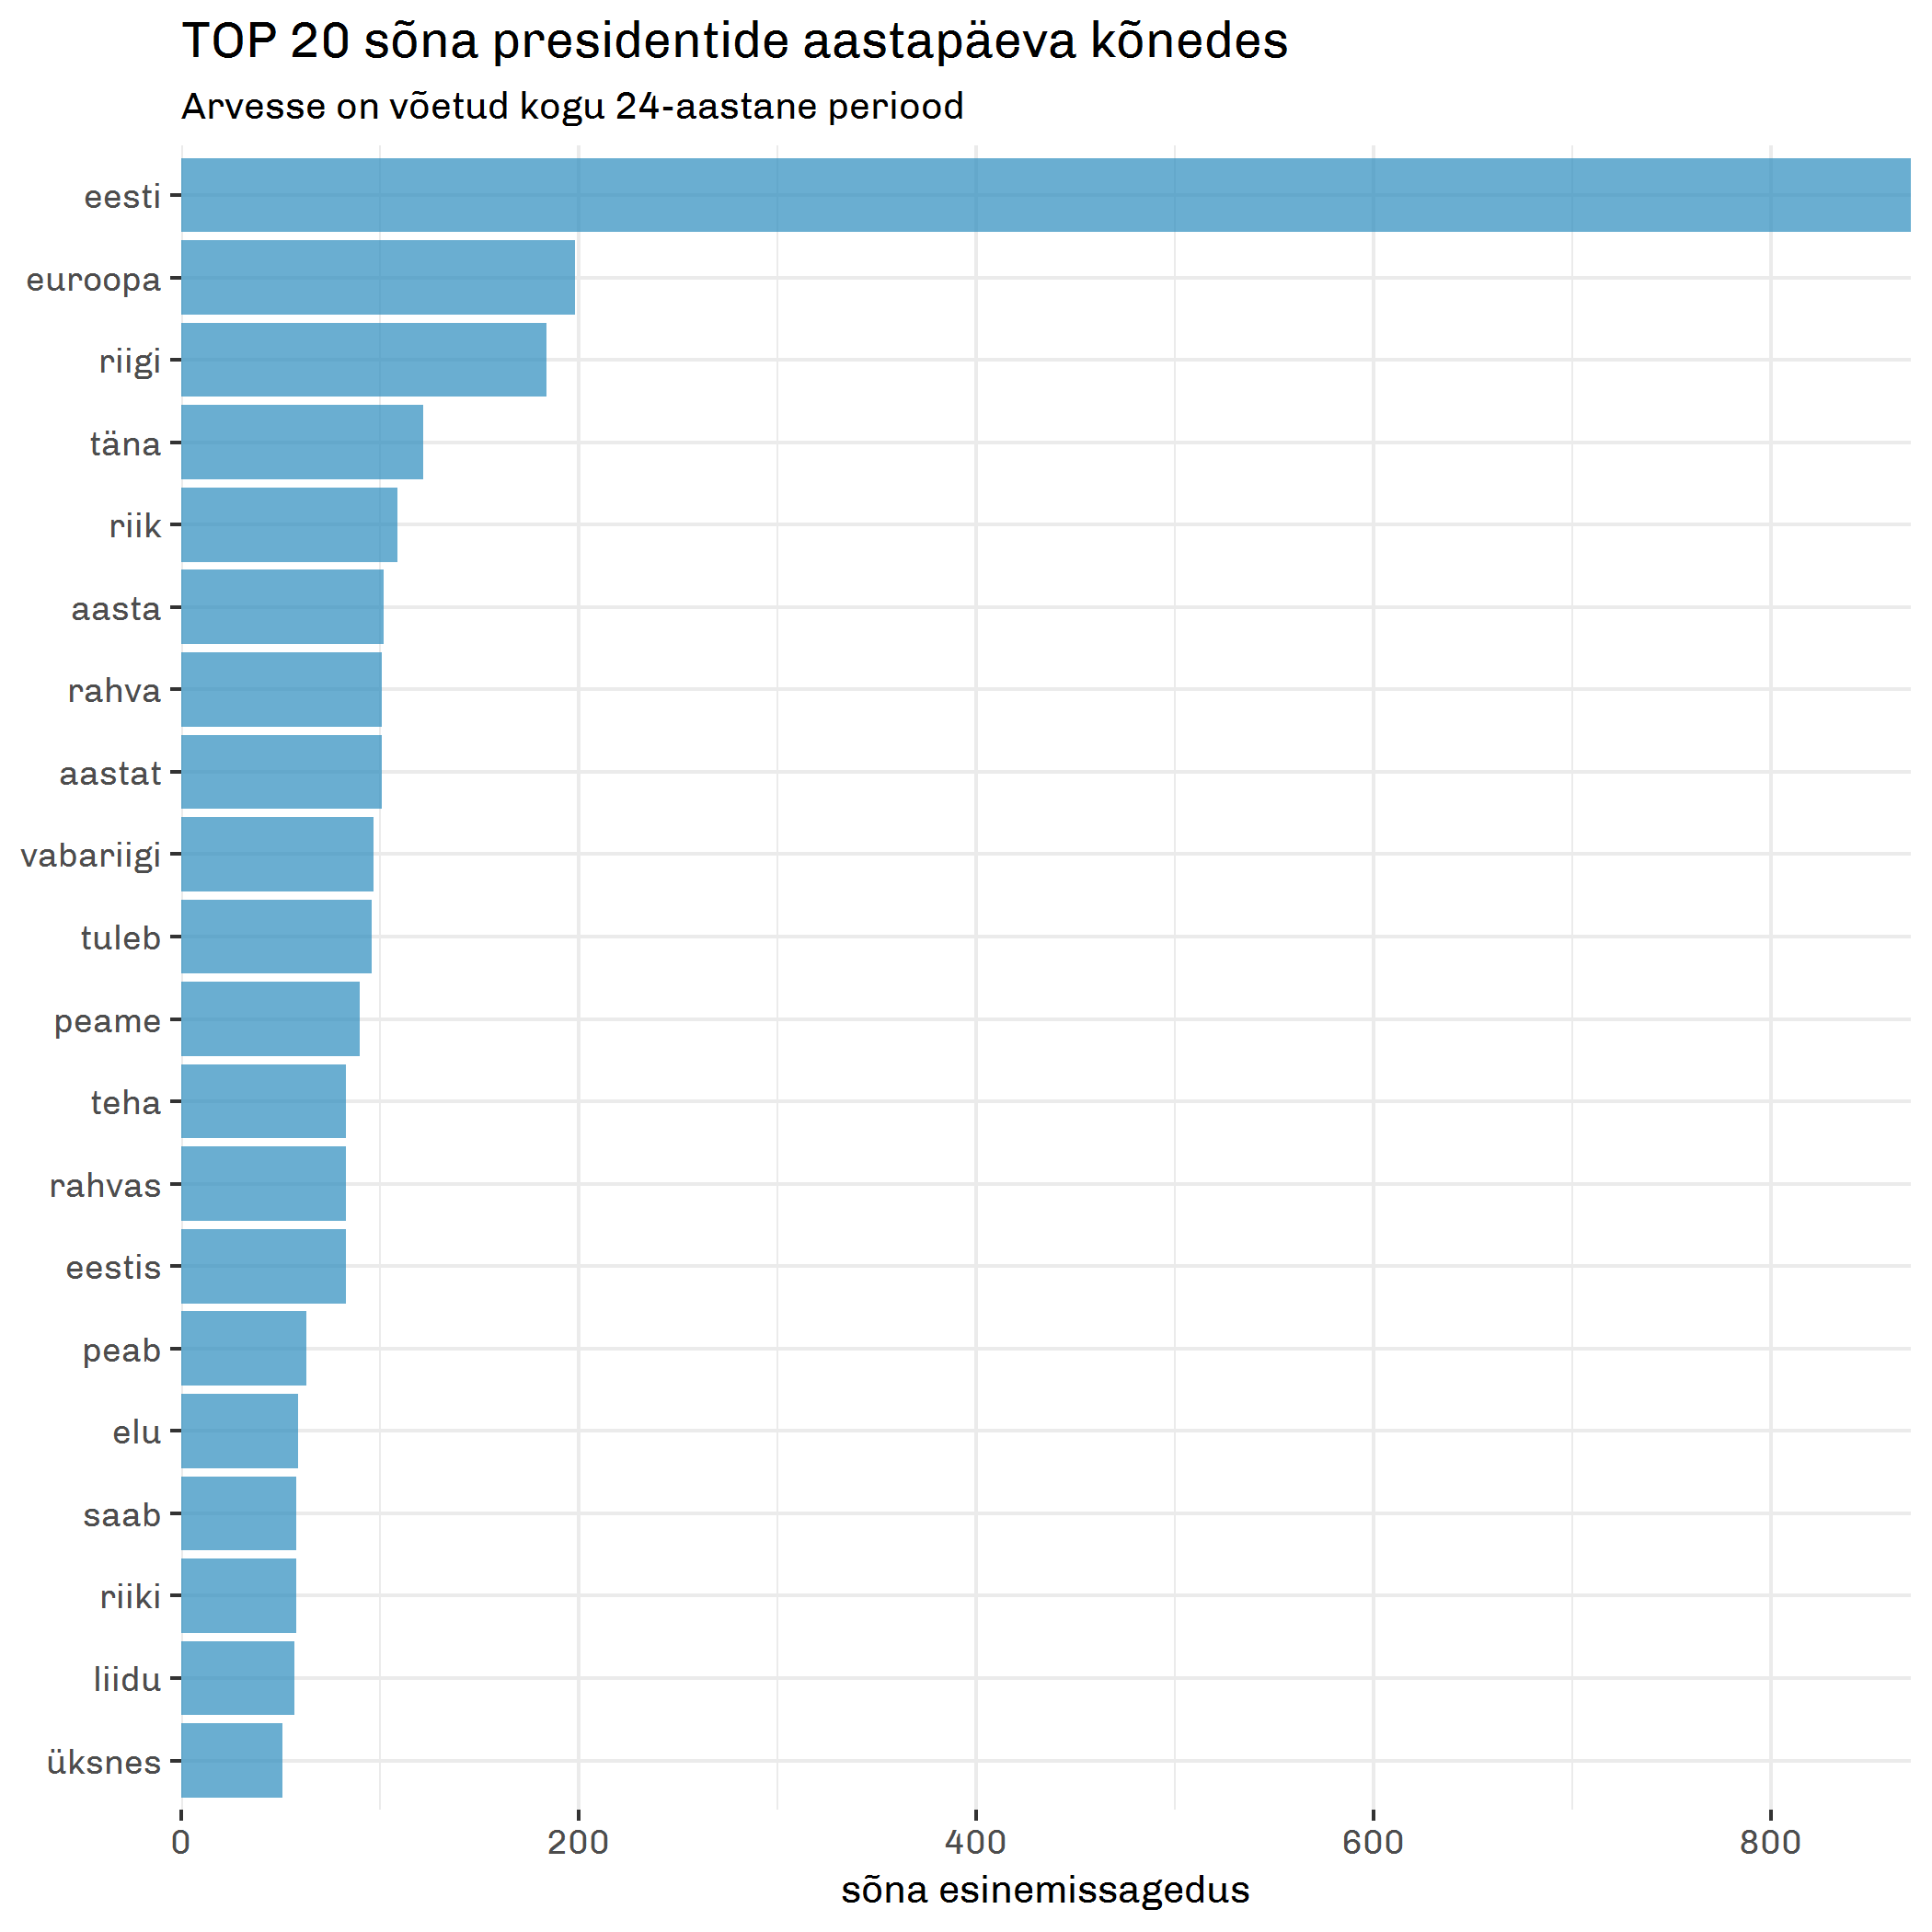 TOP 20 sõna presidentide aastapäeva kõnedes
Arvesse on võetud kogu 24-aastane periood
eesti
euroopa
riigi
täna
riik
aasta
rahva
aastat
vabariigi
tuleb
peame
teha
rahvas
eestis
peab
elu
saab
riiki
liidu
üksnes
0 200 400 600 800
sõna esinemissagedus